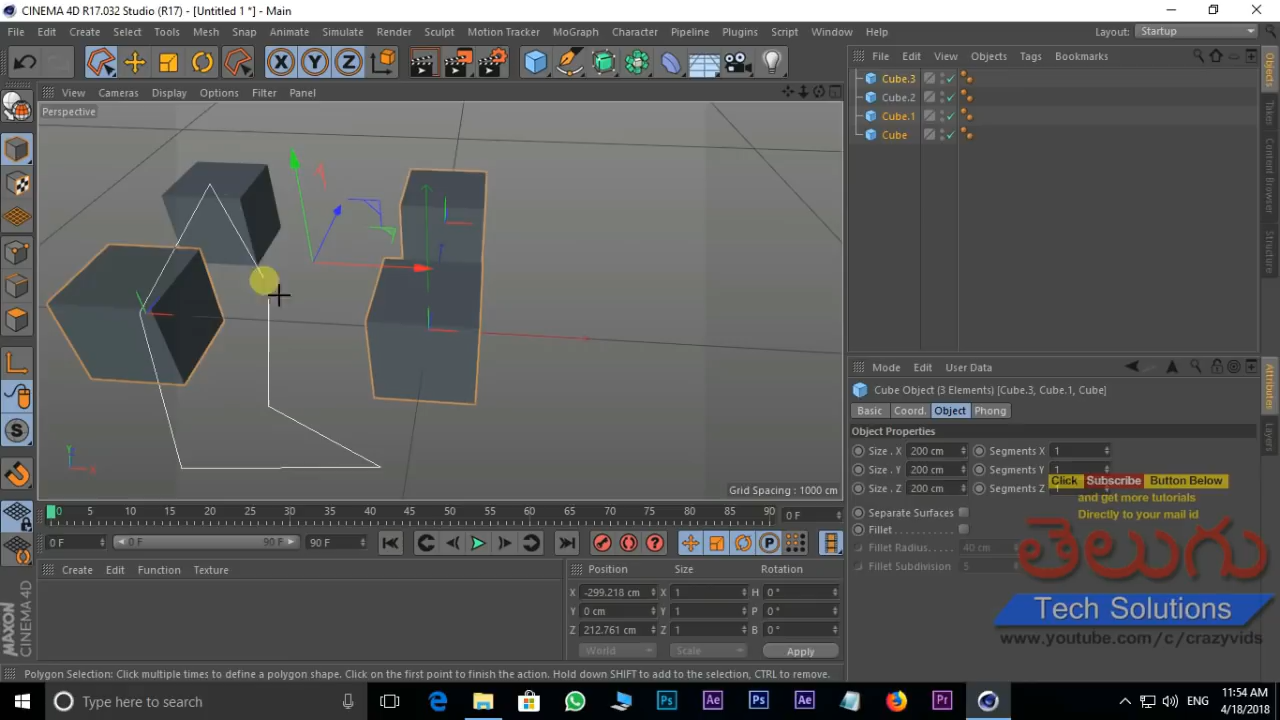 CINEMA 4D R17.032 Studio (R17) - [Untitled 1 *] - Main
File Edit Create Select Tools Mesh Snap Animate Simulate Render Sculpt Motion Tracker MoGraph Character Pipeline Plugins Script Window Help Layout: Startup
File Edit View Objects Tags Bookmarks
View Cameras Display Options Filter Panel
Perspective
Cube.3
Cube.2
Cube.1
Cube
Objects
Takes
Content Browser
Structure
Mode Edit User Data
Attributes
Layers
Cube Object (3 Elements) [Cube.3, Cube.1, Cube]
Basic Coord. Object Phong
Object Properties
Size . X 200 cm Segments X 1
Size . Y 200 cm Segments Y 1
Size . Z 200 cm Segments Z
Click Subscribe Button Below
and get more tutorials
Directly to your mail id
Separate Surfaces
Fillet
Fillet Radius 40 cm
Fillet Subdivision 5
తెలుగు
Tech Solutions
www.youtube.com/c/crazyvids
Y
X
Grid Spacing : 1000 cm
0 5 10 15 20 25 30 35 40 45 50 55 60 65 70 75 80 85 90 0 F
0 F 0 F 90 F 90 F
Create Edit Function Texture
Position Size Rotation
X -299.218 cm X 1 H 0 °
Y 0 cm Y 1 P 0 °
Z 212.761 cm Z 1 B 0 °
World Scale Apply
MAXON
CINEMA 4D
Polygon Selection: Click multiple times to define a polygon shape. Click on the first point to finish the action. Hold down SHIFT to add to the selection, CTRL to remove.
Type here to search
ENG
11:54 AM
4/18/2018